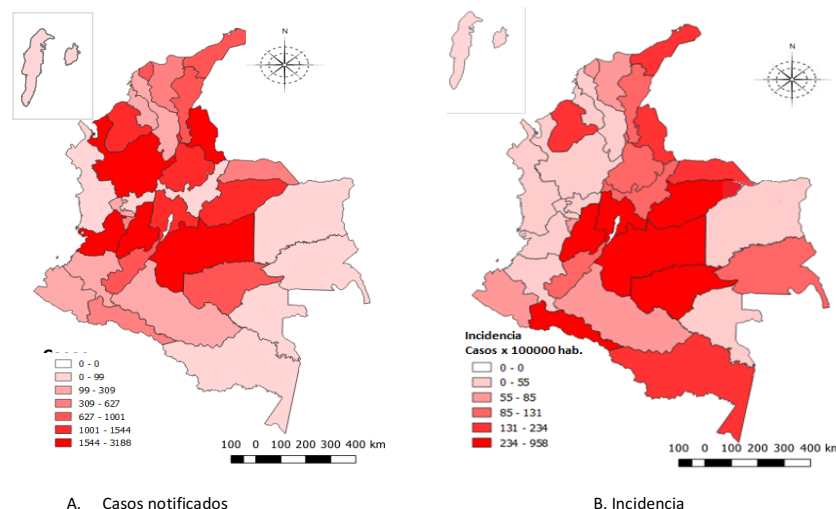 N
N
0 - 0
0 - 99
99 - 309
309 - 627
627 - 1001
1001 - 1544
1544 - 3188
100 0 100 200 300 400 km
Incidencia
Casos x 100000 hab.
0 - 0
0 - 55
55 - 85
85 - 131
131 - 234
234 - 958
100 0 100 200 300 400 km
A. Casos notificados
B. Incidencia